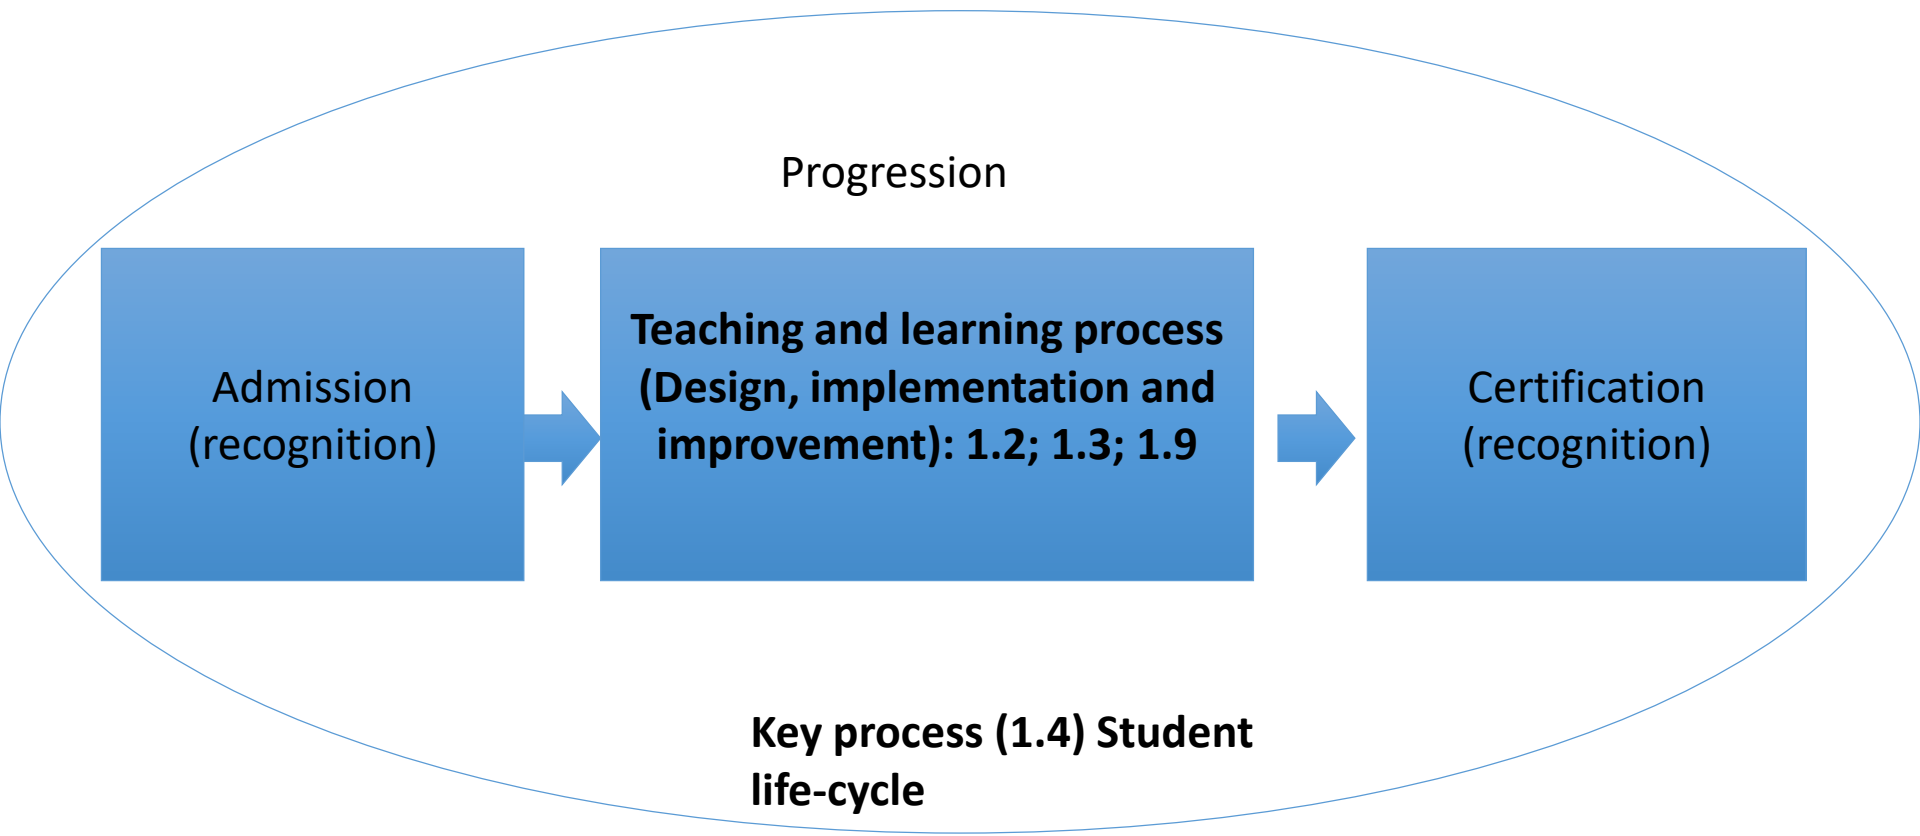 Progression
Admission
(recognition)
Teaching and learning process
(Design, implementation and
improvement): 1.2; 1.3; 1.9
Certification
(recognition)
Key process (1.4) Student
life-cycle